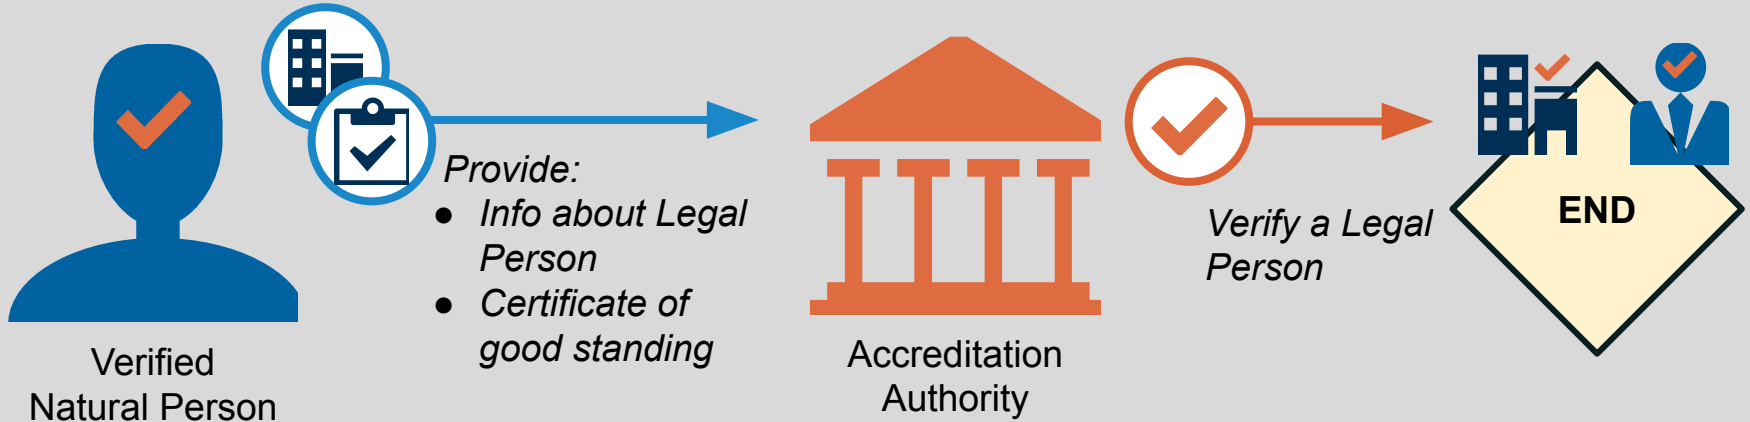 Provide:
● Info about Legal
Person
● Certificate of
good standing
Verified
Natural Person
Accreditation
Authority
Verify a Legal
Person
END